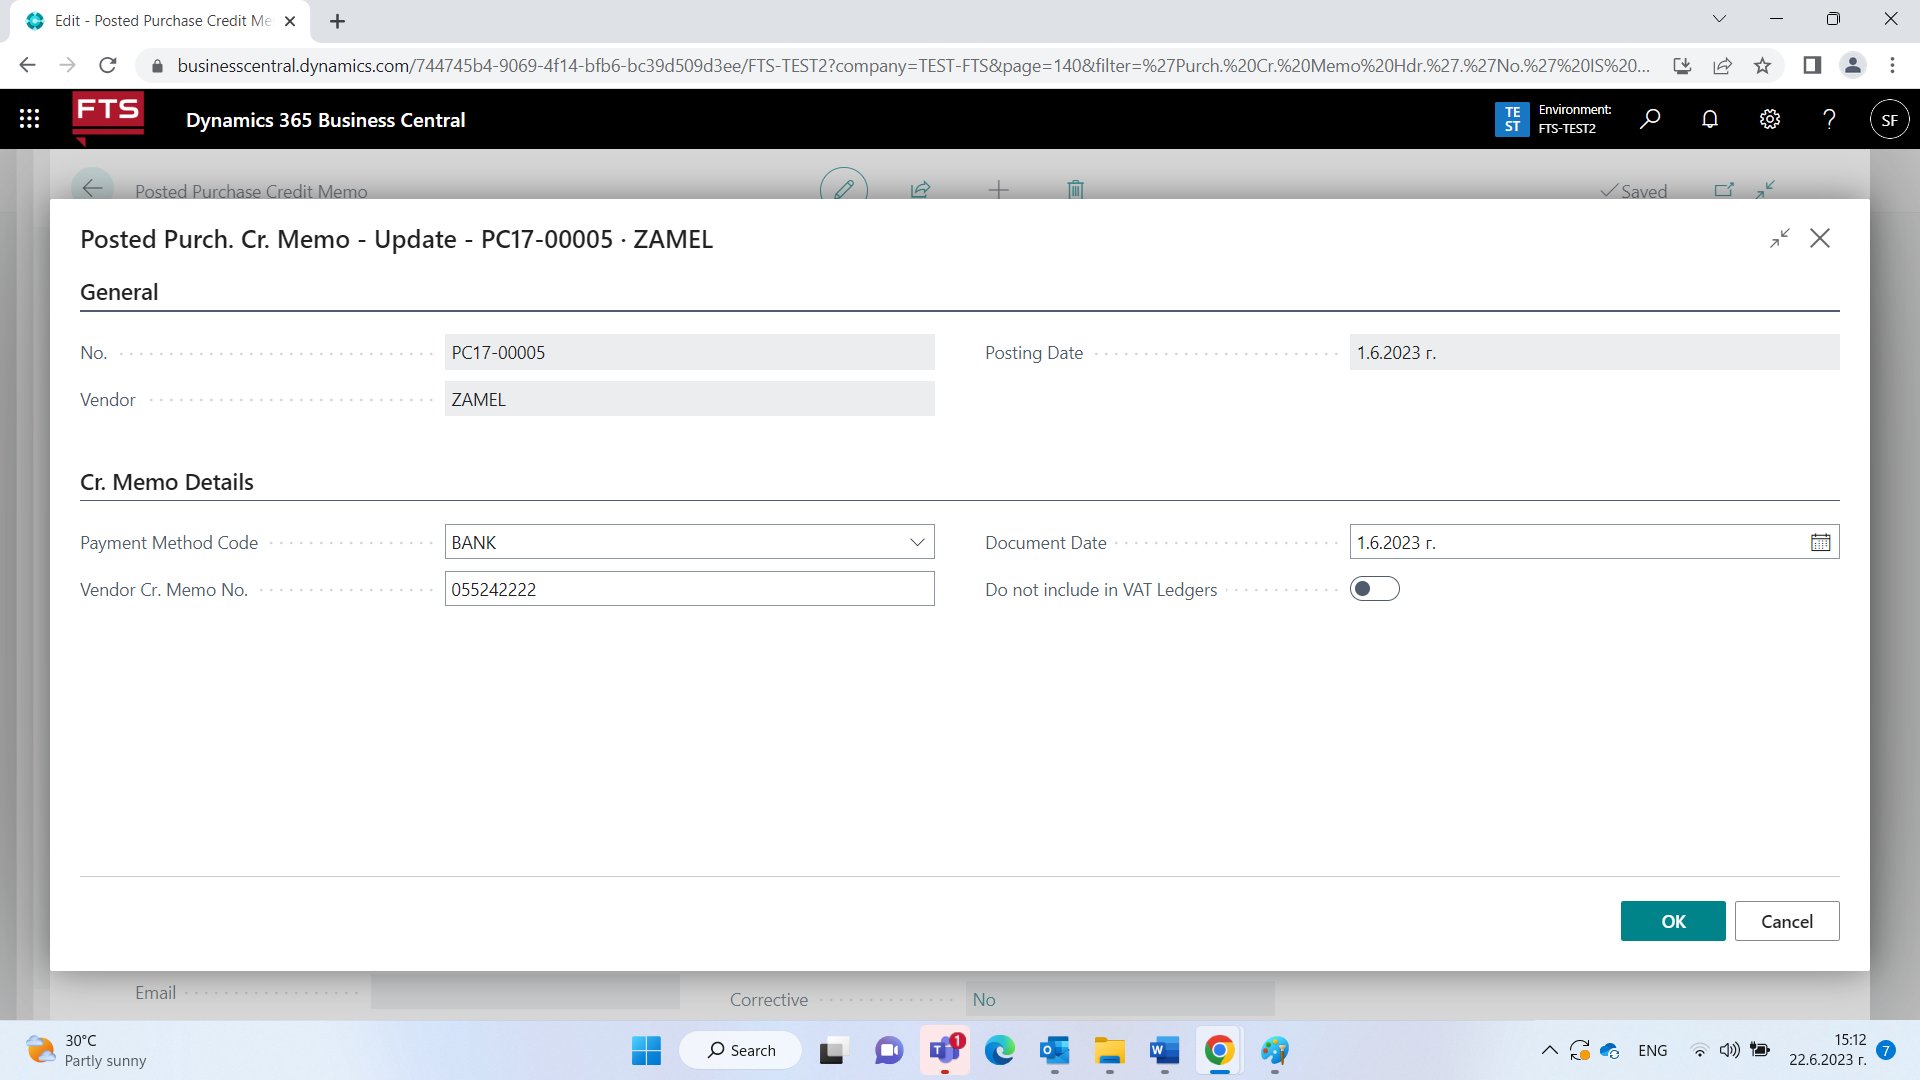 Edit - Posted Purchase Credit Me
businesscentral.dynamics.com/744745b4-9069-4f14-bfb6-bc39d509d3ee/FTS-TEST2?company=TEST-FTS&page=140&filter=%27Purch.%20Cr.%20Memo%20Hdr.%27.%27No.%27%20IS%20...
FTS
Dynamics 365 Business Central
TE
ST
Environment:
FTS-TEST2
SF
Posted Purchase Credit Memo
Saved
Posted Purch. Cr. Memo - Update - PC17-00005 · ZAMEL
General
No. PC17-00005
Posting Date 1.6.2023 г.
Vendor ZAMEL
Cr. Memo Details
Payment Method Code BANK
Document Date 1.6.2023 г.
Vendor Cr. Memo No. 055242222
Do not include in VAT Ledgers
OK
Cancel
Email
Corrective No
30°C
Partly sunny
Search
1
ENG
15:12
22.6.2023 г.
7